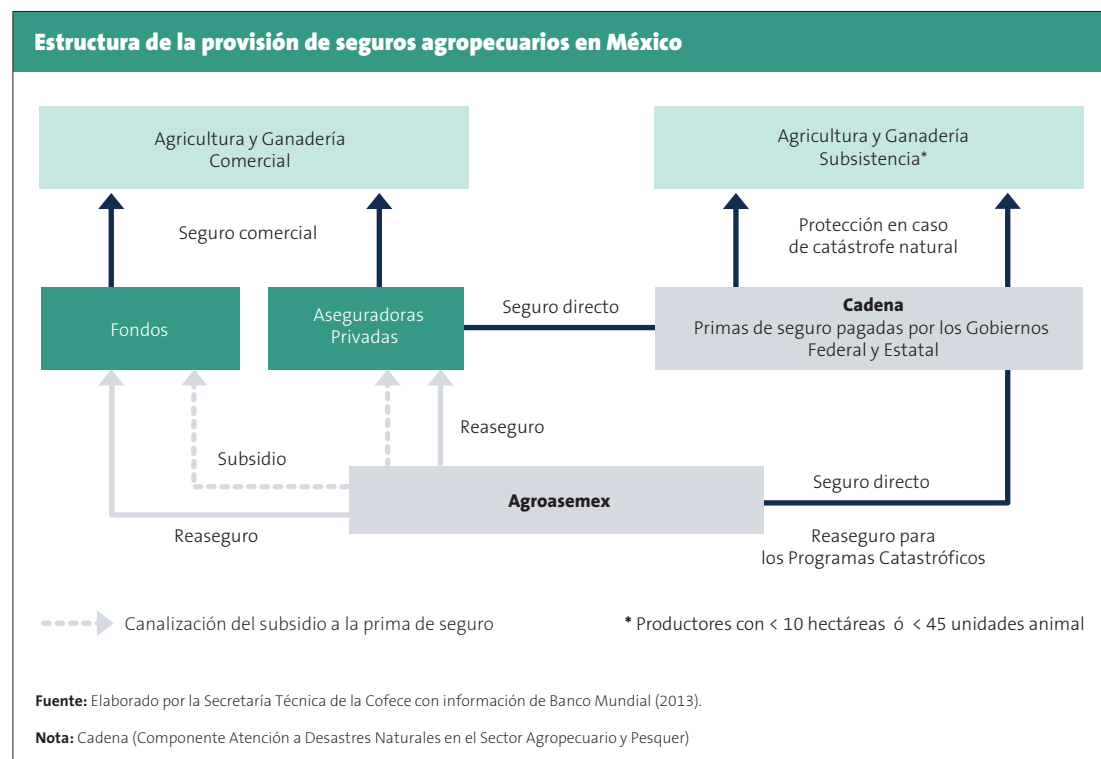 Estructura de la provisión de seguros agropecuarios en México
Agricultura y Ganadería
Comercial
Agricultura y Ganadería
Subsistencia*
Seguro comercial
Protección en caso
de catástrofe natural
Fondos
Aseguradoras
Privadas
Seguro directo
Cadena
Primas de seguro pagadas por los Gobiernos
Federal y Estatal
Reaseguro
Subsidio
Agroasemex
Seguro directo
Reaseguro
Reaseguro para
los Programas Catastróficos
Canalización del subsidio a la prima de seguro
* Productores con < 10 hectáreas ó < 45 unidades animal
Fuente: Elaborado por la Secretaría Técnica de la Cofece con información de Banco Mundial (2013).
Nota: Cadena (Componente Atención a Desastres Naturales en el Sector Agropecuario y Pesquer)